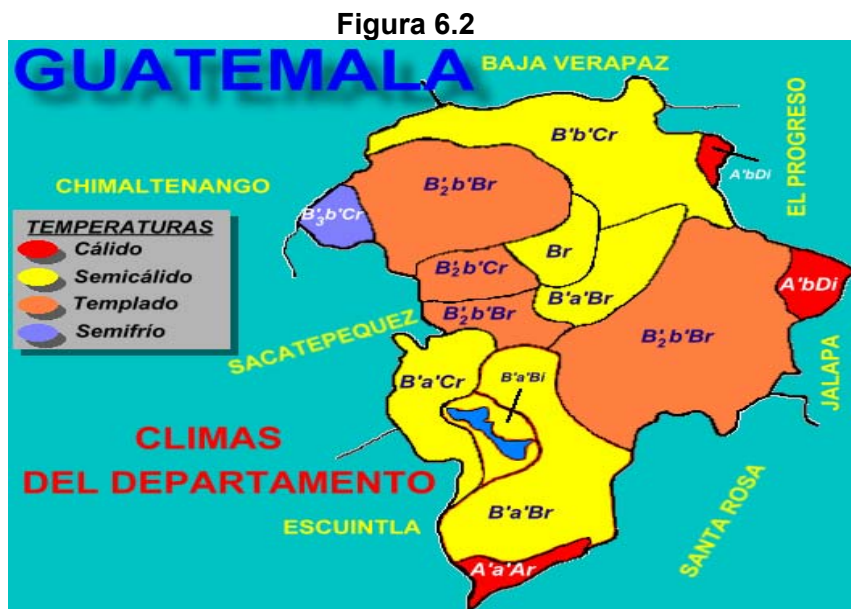 Figura 6.2
GUATEMALA
BAJA VERAPAZ
EL PROGRESO
CHIMALTENANGO
TEMPERATURAS
Cálido
Semicálido
Templado
Semifrío
B'b'Cr
A'bDi
B'2b'Br
B'3b'Cr
Br
B'2b'Cr
B'a'Br
A'bDi
B'2b'Br
B'2b'Br
SACATEPEQUEZ
JALAPA
B'a'Cr
B'a'Bi
CLIMAS
DEL DEPARTAMENTO
ESCUINTLA
B'a'Br
SANTA ROSA
A'a'Ar